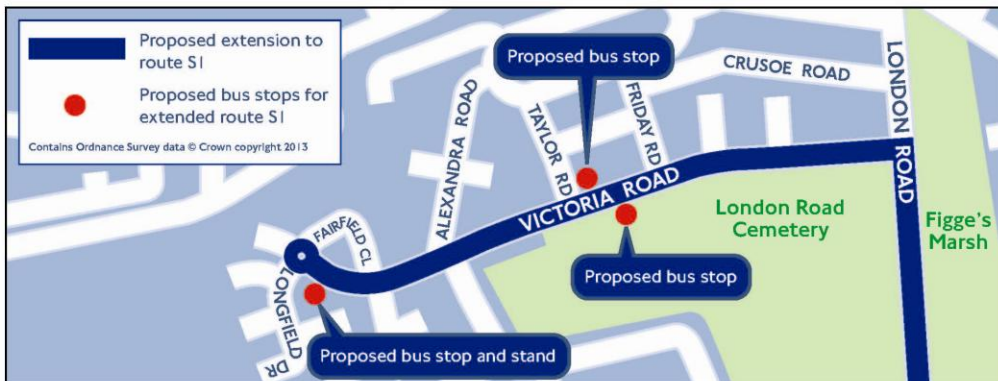 Proposed extension to
route S1
Proposed bus stops for
extended route S1
Contains Ordnance Survey data © Crown copyright 2013
Proposed bus stop
CRUSOE ROAD
LONDON ROAD
ALEXANDRA ROAD
TAYLOR RD
FRIDAY RD
VICTORIA ROAD
London Road
Cemetery
Figge's
Marsh
FAIRFIELD CL
LONGFIELD DR
Proposed bus stop
Proposed bus stop and stand